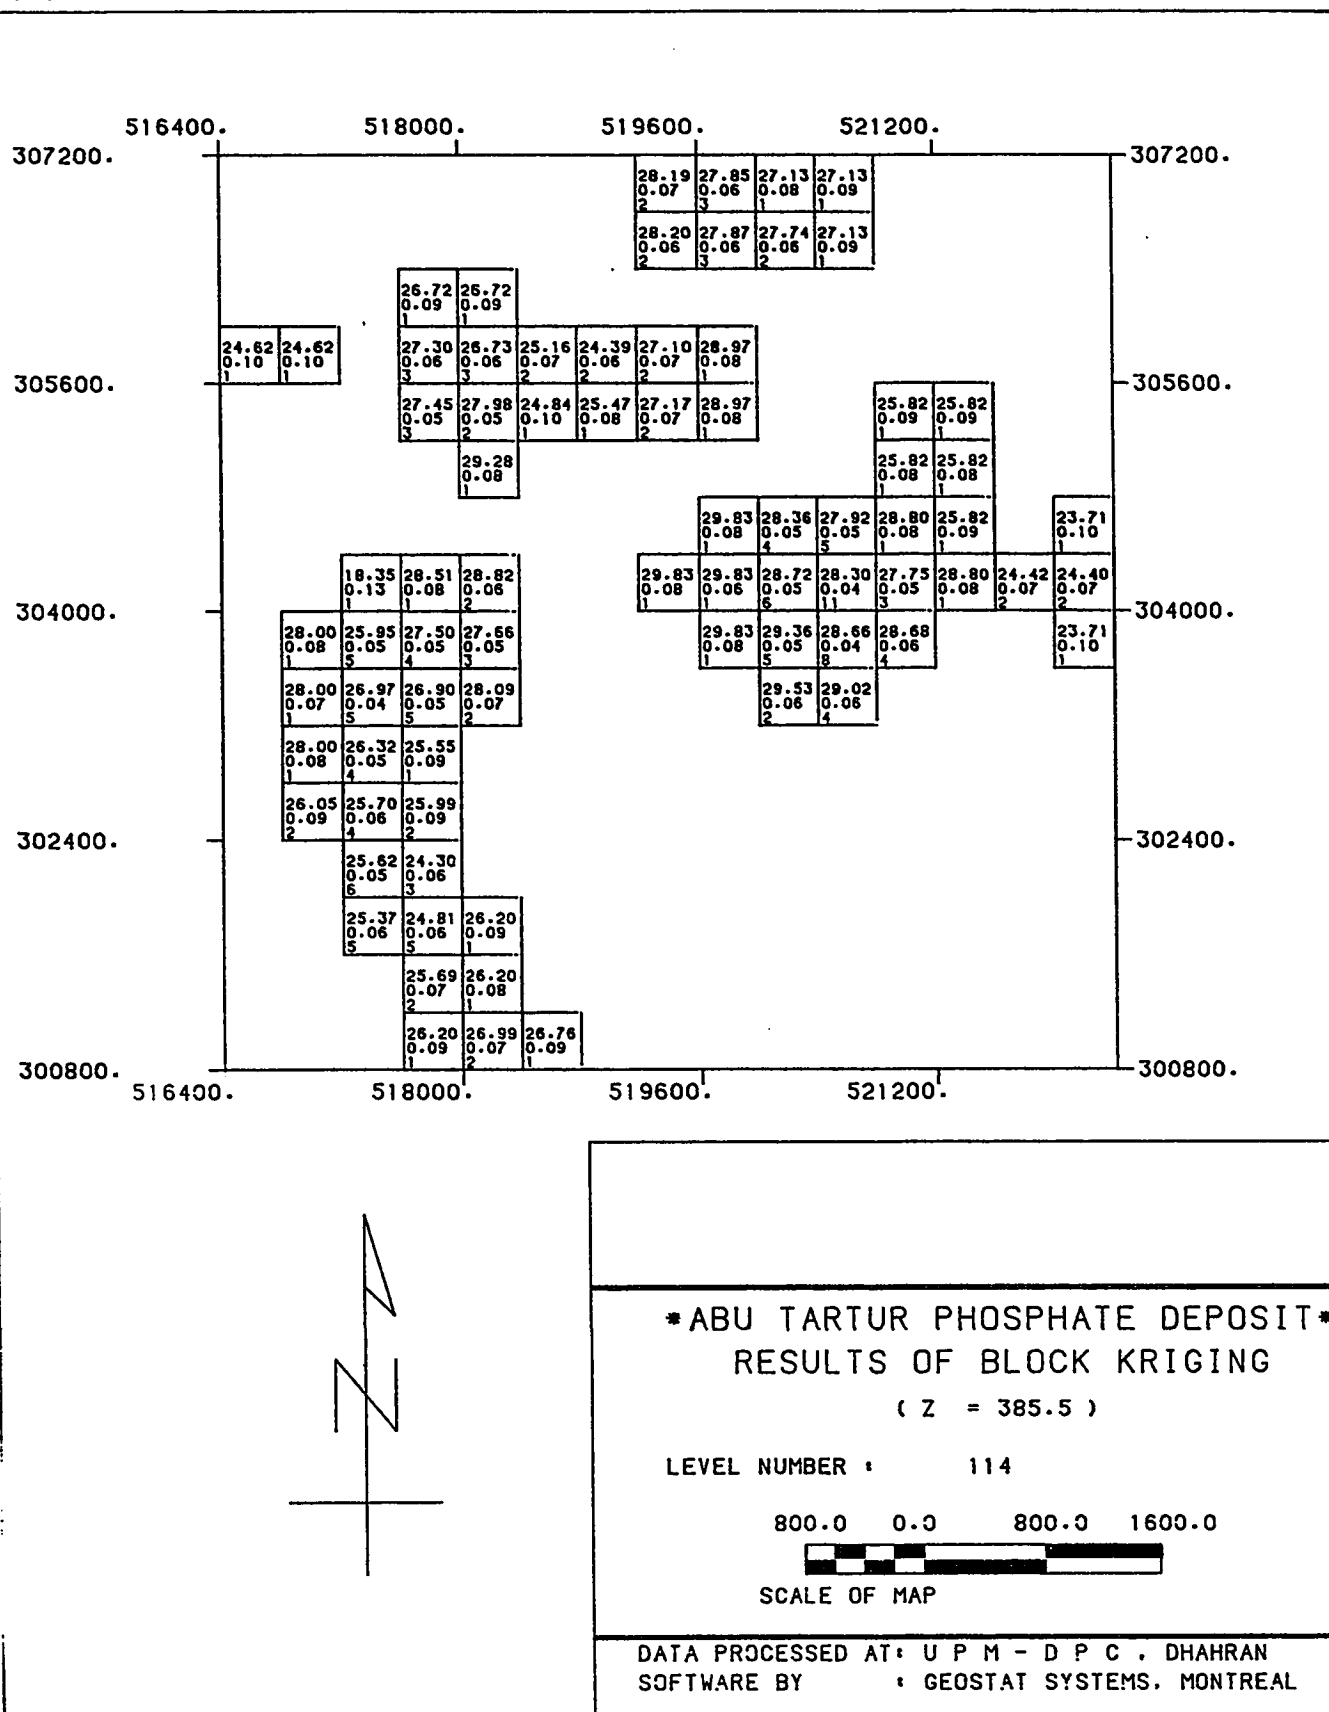 516400. 518000. 519600. 521200.
307200. 307200.
28.19 27.85 27.13 27.13
0.07 0.06 0.08 0.09
2 3 1 1
28.20 27.87 27.74 27.13
0.06 0.06 0.06 0.09
2 3 2 1
26.72 26.72
0.09 0.09
1 1
24.62 24.62 27.30 26.73 25.16 24.39 27.10 28.97
0.10 0.10 0.06 0.06 0.07 0.06 0.07 0.08
1 1 3 3 2 2 2 1
305600. 305600.
27.45 27.98 24.84 25.47 27.17 28.97 25.82 25.82
0.05 0.05 0.10 0.08 0.07 0.08 0.09 0.09
3 2 1 1 2 1 1 1
29.28 25.82 25.82
0.08 0.08 0.08
1 1 1
29.83 28.36 27.92 28.80 25.82 23.71
0.08 0.05 0.05 0.08 0.09 0.10
1 4 5 1 1 1
18.35 28.51 28.82 29.83 29.83 28.72 28.30 27.75 28.80 24.42 24.40
0.13 0.08 0.06 0.08 0.06 0.05 0.04 0.05 0.08 0.07 0.07
1 1 2 1 1 6 11 3 1 2 2
304000. 304000.
28.00 25.95 27.50 27.66 29.83 29.36 28.66 28.68 23.71
0.08 0.05 0.05 0.05 0.08 0.05 0.04 0.06 0.10
1 5 4 3 1 5 8 4 1
28.00 26.97 26.90 28.09 29.53 29.02
0.07 0.04 0.05 0.07 0.06 0.06
1 5 5 2 2 4
28.00 26.32 25.55
0.08 0.05 0.09
1 4 1
26.05 25.70 25.99
0.09 0.06 0.09
2 4 2
302400. 302400.
25.62 24.30
0.05 0.06
6 3
25.37 24.81 26.20
0.06 0.06 0.09
5 5 1
25.69 26.20
0.07 0.08
2 1
26.20 26.99 26.76
0.09 0.07 0.09
1 2 1
300800. 300800.
516400. 518000. 519600. 521200.
*ABU TARTUR PHOSPHATE DEPOSIT*
RESULTS OF BLOCK KRIGING
( Z = 385.5 )
LEVEL NUMBER : 114
800.0 0.0 800.0 1600.0
SCALE OF MAP
DATA PROCESSED AT: U P M - D P C , DHAHRAN
SOFTWARE BY : GEOSTAT SYSTEMS, MONTREAL
N